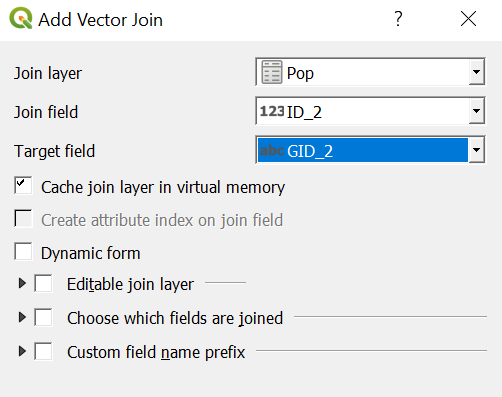 Add Vector Join ?
Join layer Pop
Join field 123 ID_2
Target field abc GID_2
Cache join layer in virtual memory
Create attribute index on join field
Dynamic form
Editable join layer
Choose which fields are joined
Custom field name prefix